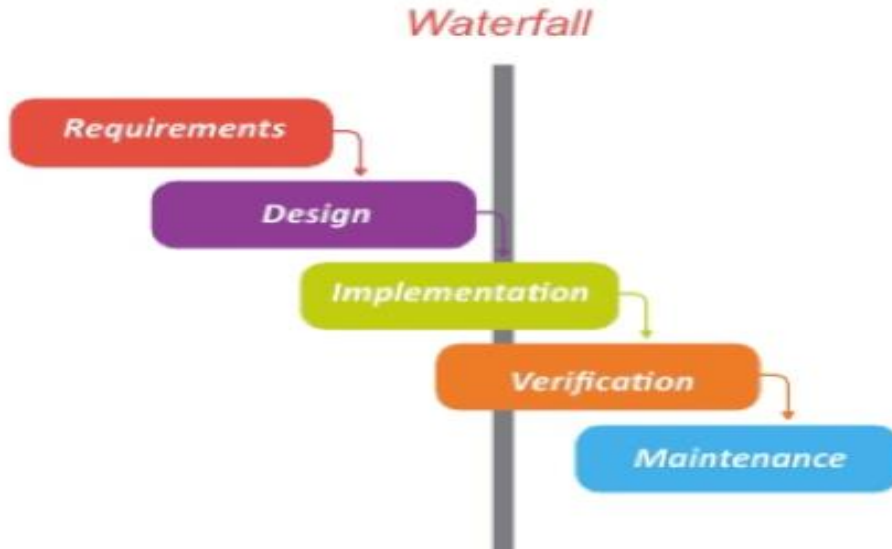 Waterfall
Requirements
Design
Implementation
Verification
Maintenance